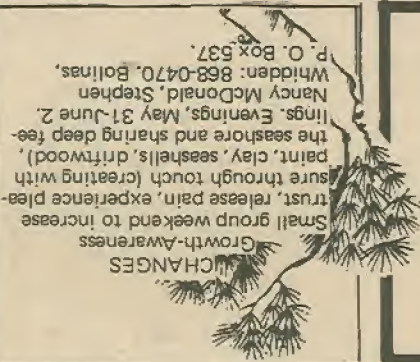 CHANGES
Growth-Awareness
Small group weekend to increase
trust, release pain, experience plea-
sure through touch (creating with
paint, clay, seashells, driftwood),
the seashore and sharing deep fee-
lings. Evenings, May 31-June 2.
Nancy McDonald, Stephen
Whidden: 868-0470. Bolinas,
P. O. Box 537.